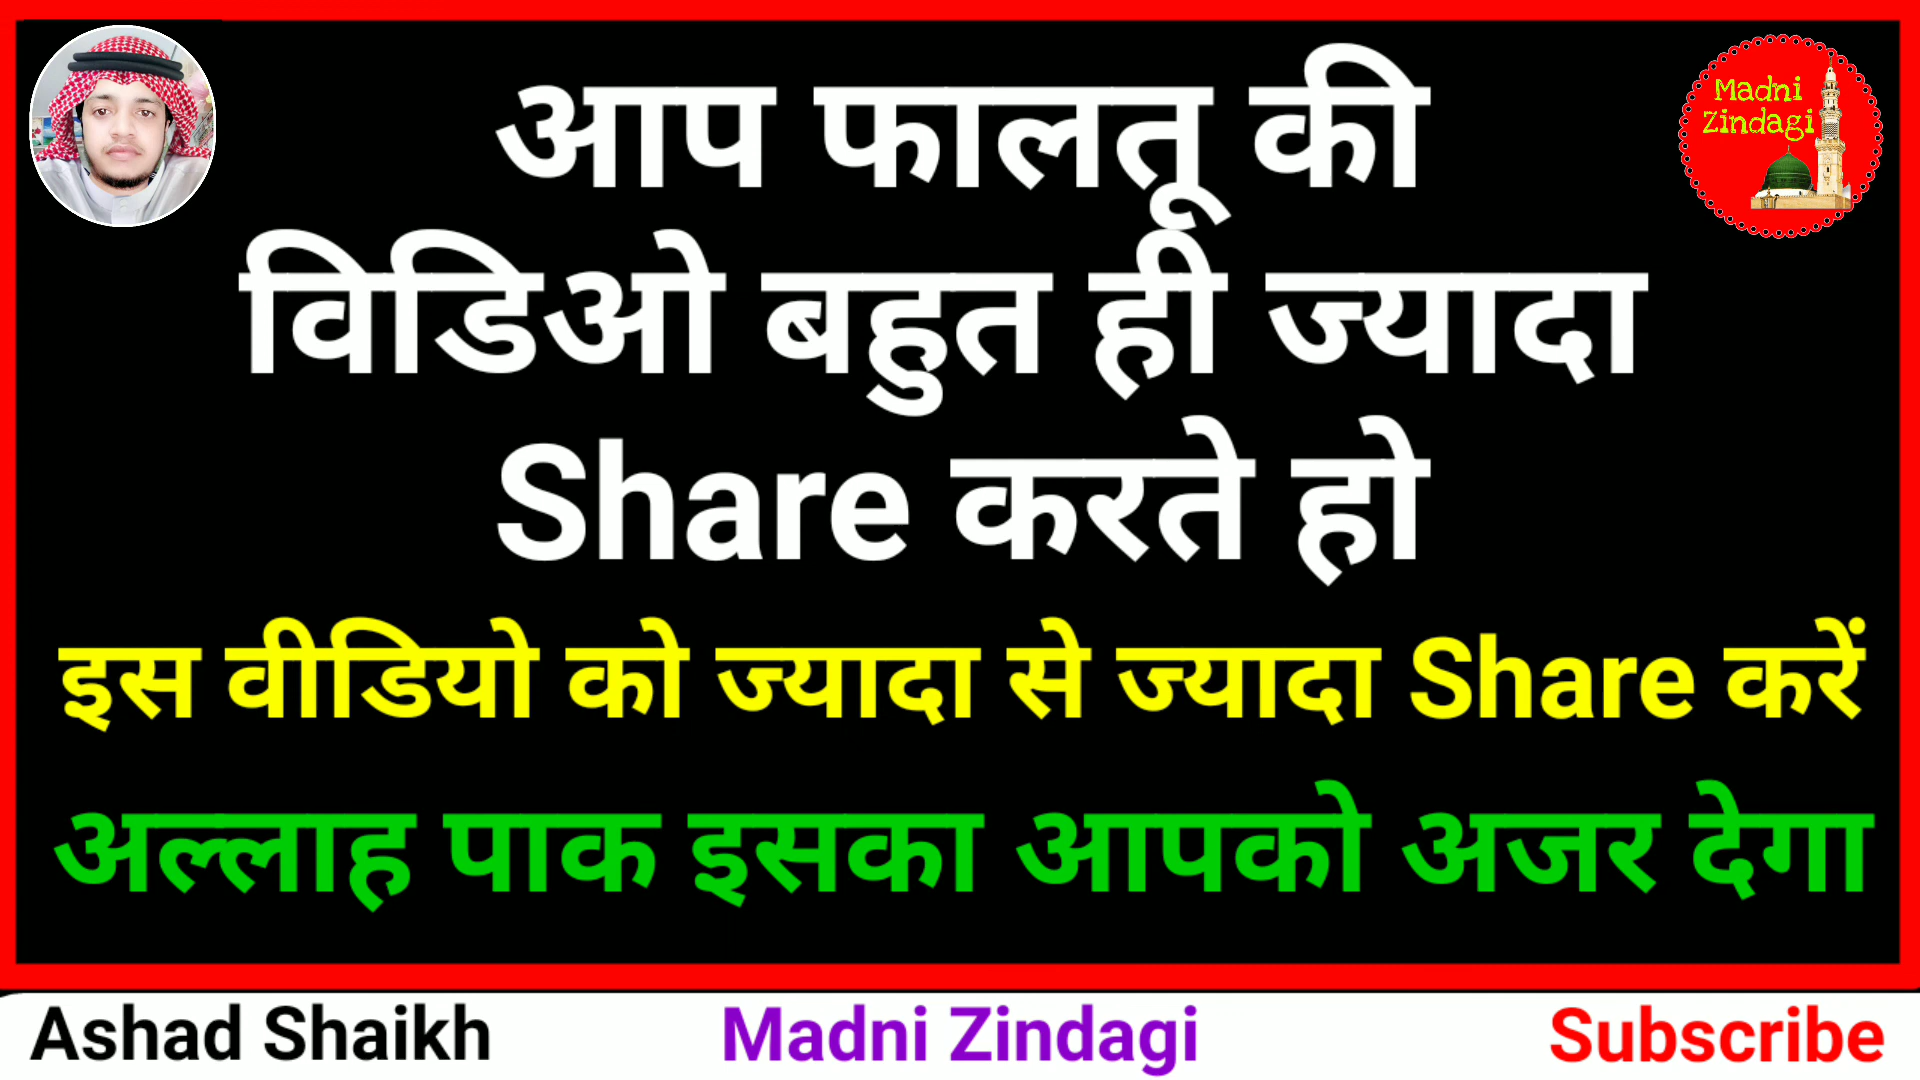 Madni
Zindagi
आप फालतू की
विडिओ बहुत ही ज्यादा
Share करते हो
इस वीडियो को ज्यादा से ज्यादा Share करें
अल्लाह पाक इसका आपको अजर देगा
Ashad Shaikh Madni Zindagi Subscribe